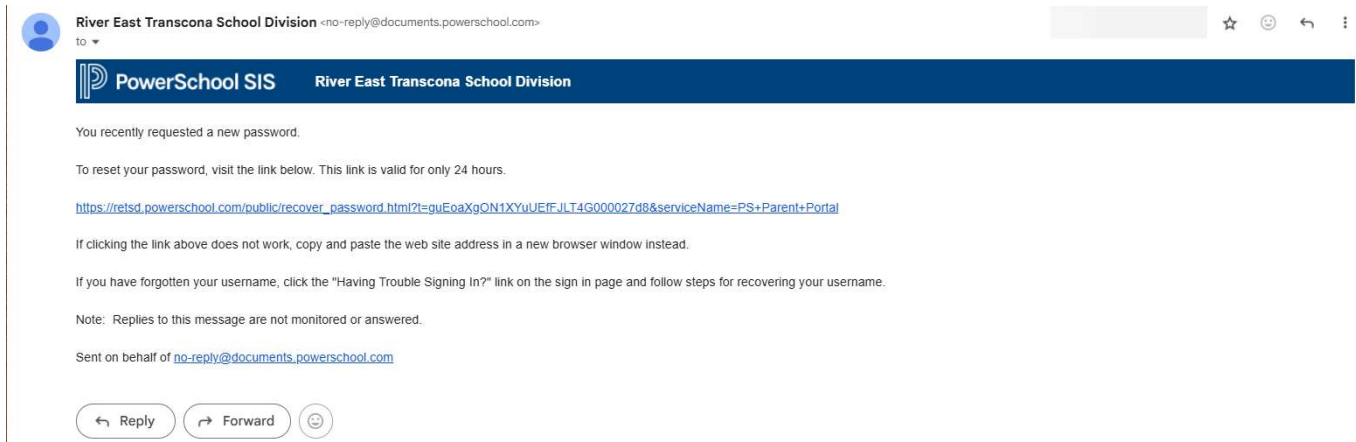 River East Transcona School Division <no-reply@documents.powerschool.com>
to
PowerSchool SIS River East Transcona School Division
You recently requested a new password.
To reset your password, visit the link below. This link is valid for only 24 hours.
https://retsd.powerschool.com/public/recover_password.html?t=guEoaXgON1XYuUEfFJLT4G000027d8&serviceName=PS+Parent+Portal
If clicking the link above does not work, copy and paste the web site address in a new browser window instead.
If you have forgotten your username, click the "Having Trouble Signing In?" link on the sign in page and follow steps for recovering your username.
Note: Replies to this message are not monitored or answered.
Sent on behalf of no-reply@documents.powerschool.com
Reply Forward